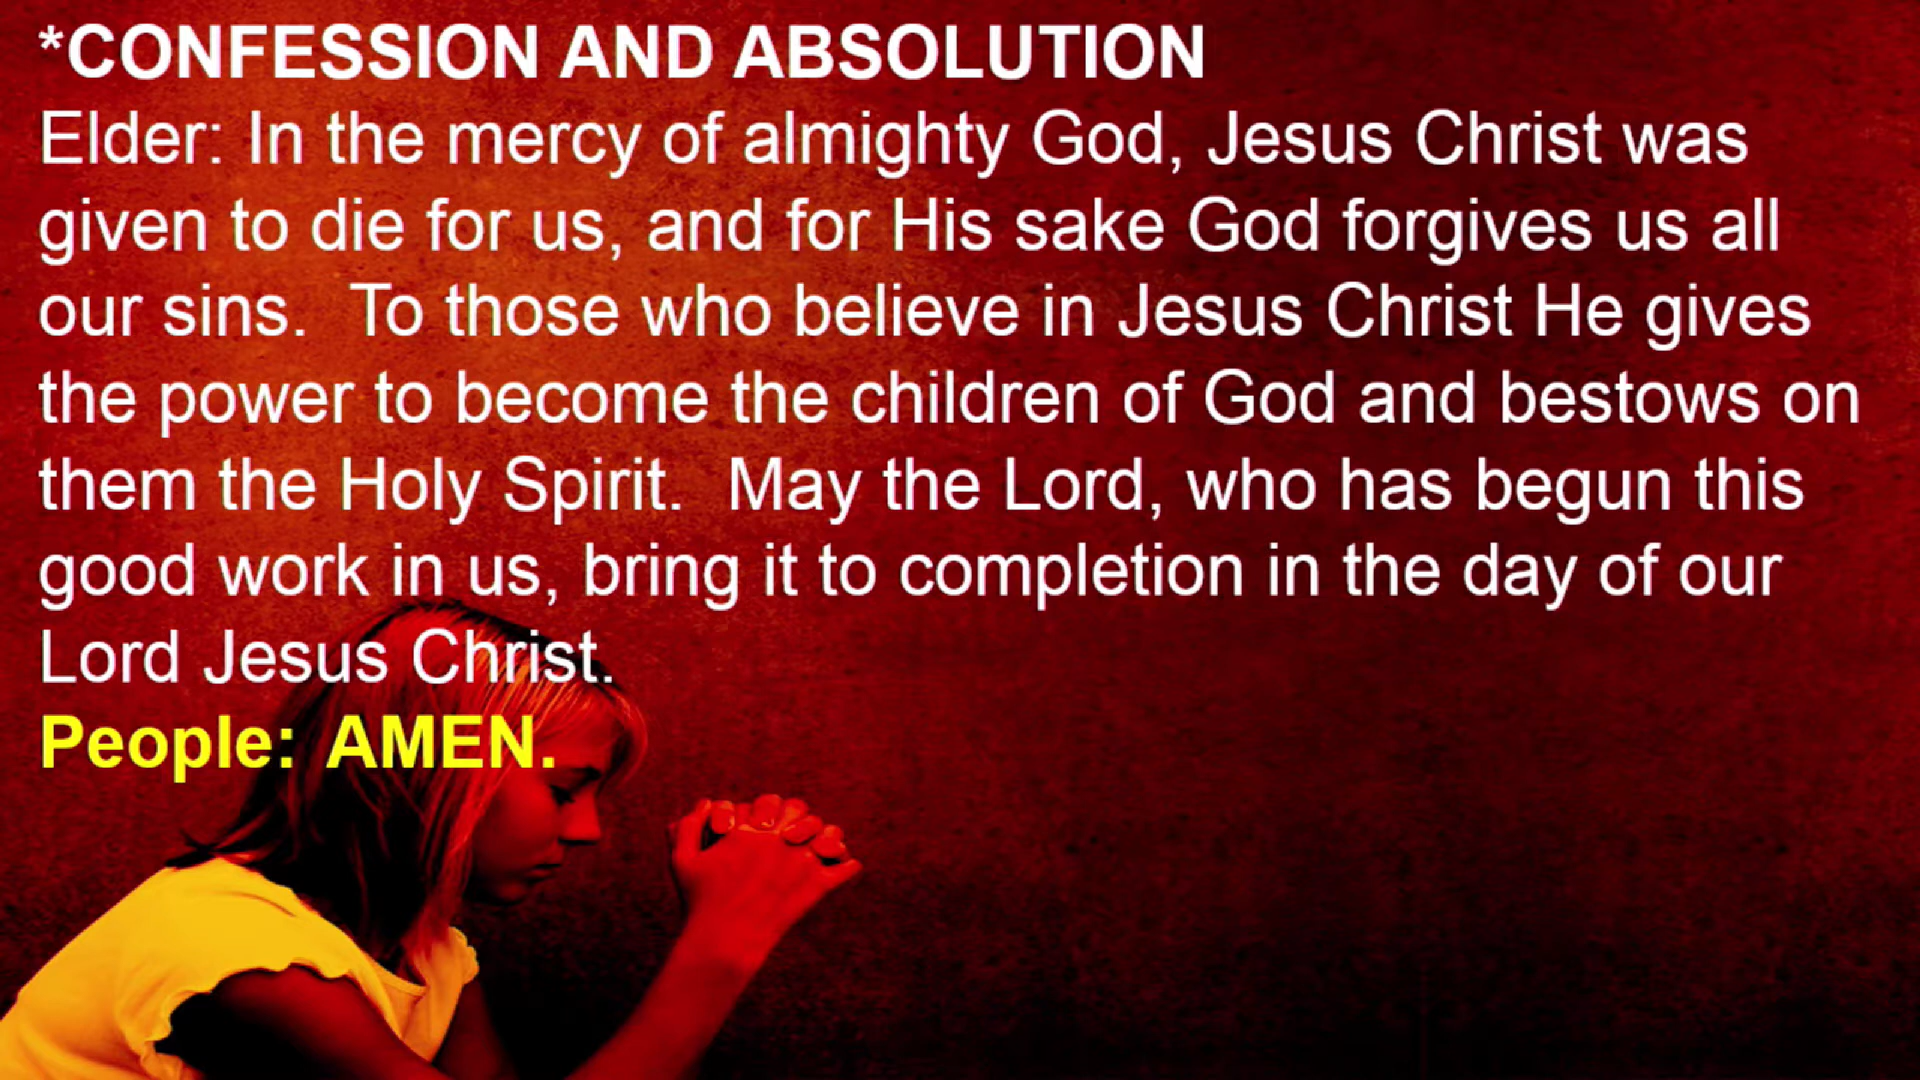 *CONFESSION AND ABSOLUTION
Elder: In the mercy of almighty God, Jesus Christ was
given to die for us, and for His sake God forgives us all
our sins.  To those who believe in Jesus Christ He gives
the power to become the children of God and bestows on
them the Holy Spirit.  May the Lord, who has begun this
good work in us, bring it to completion in the day of our
Lord Jesus Christ.
People: AMEN.